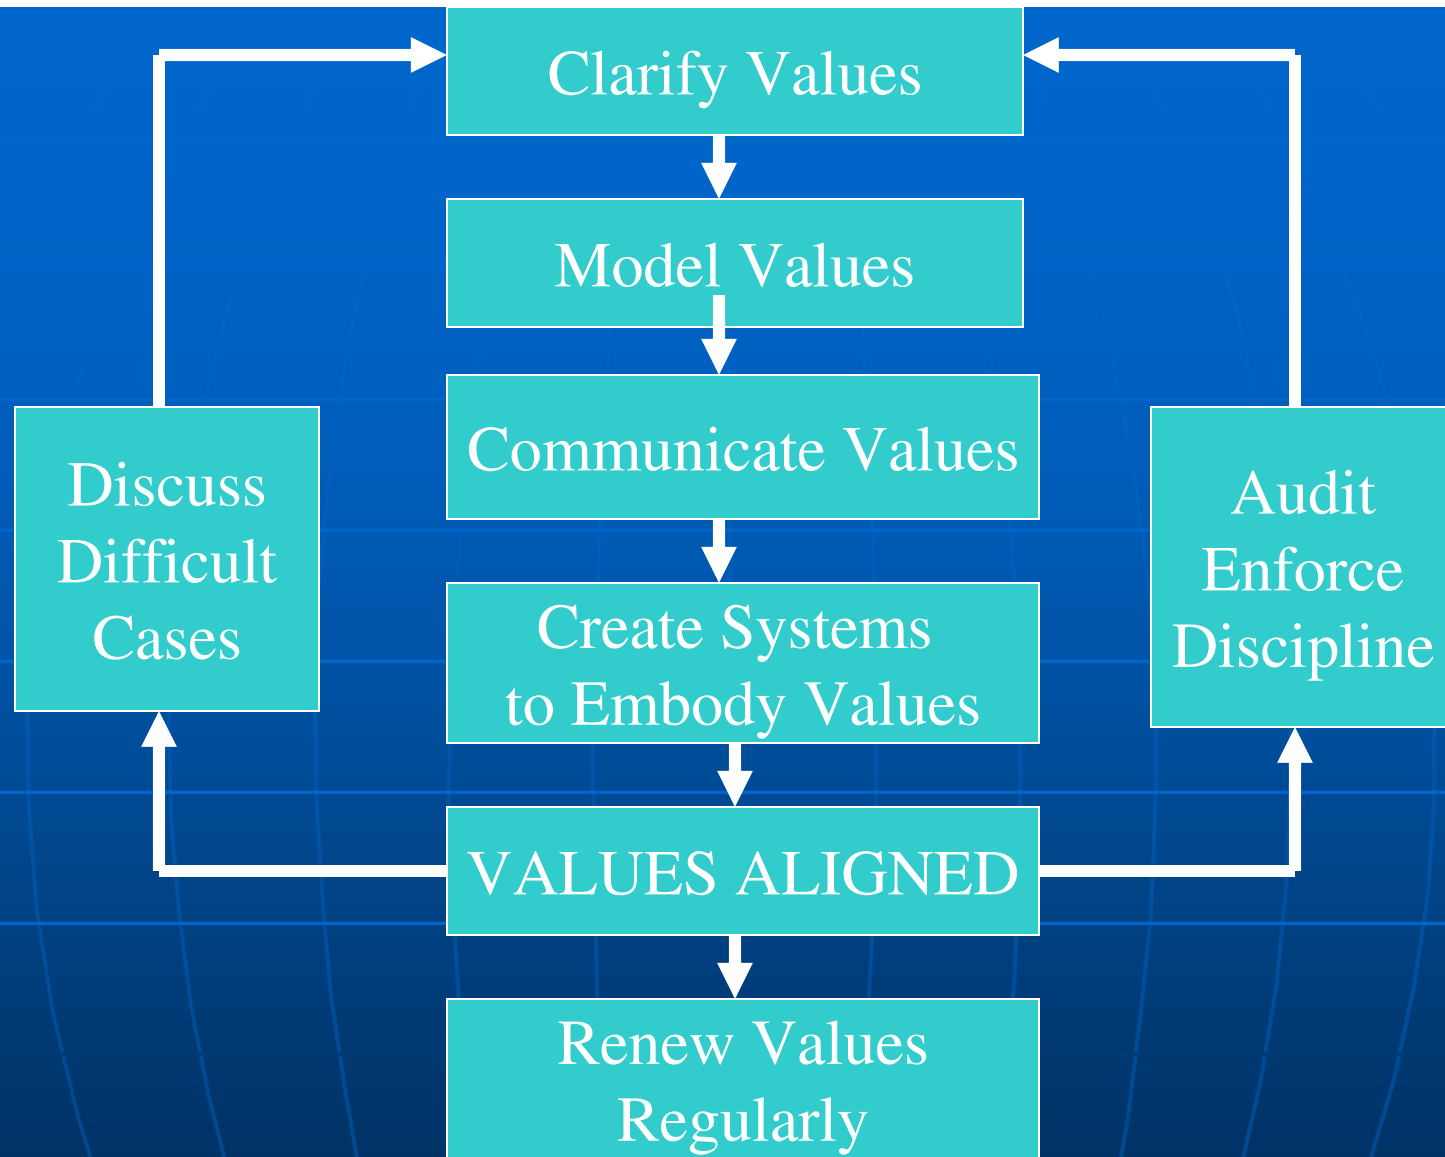 Clarify Values
Model Values
Communicate Values
Discuss
Difficult
Cases
Audit
Enforce
Discipline
Create Systems
to Embody Values
VALUES ALIGNED
Renew Values
Regularly